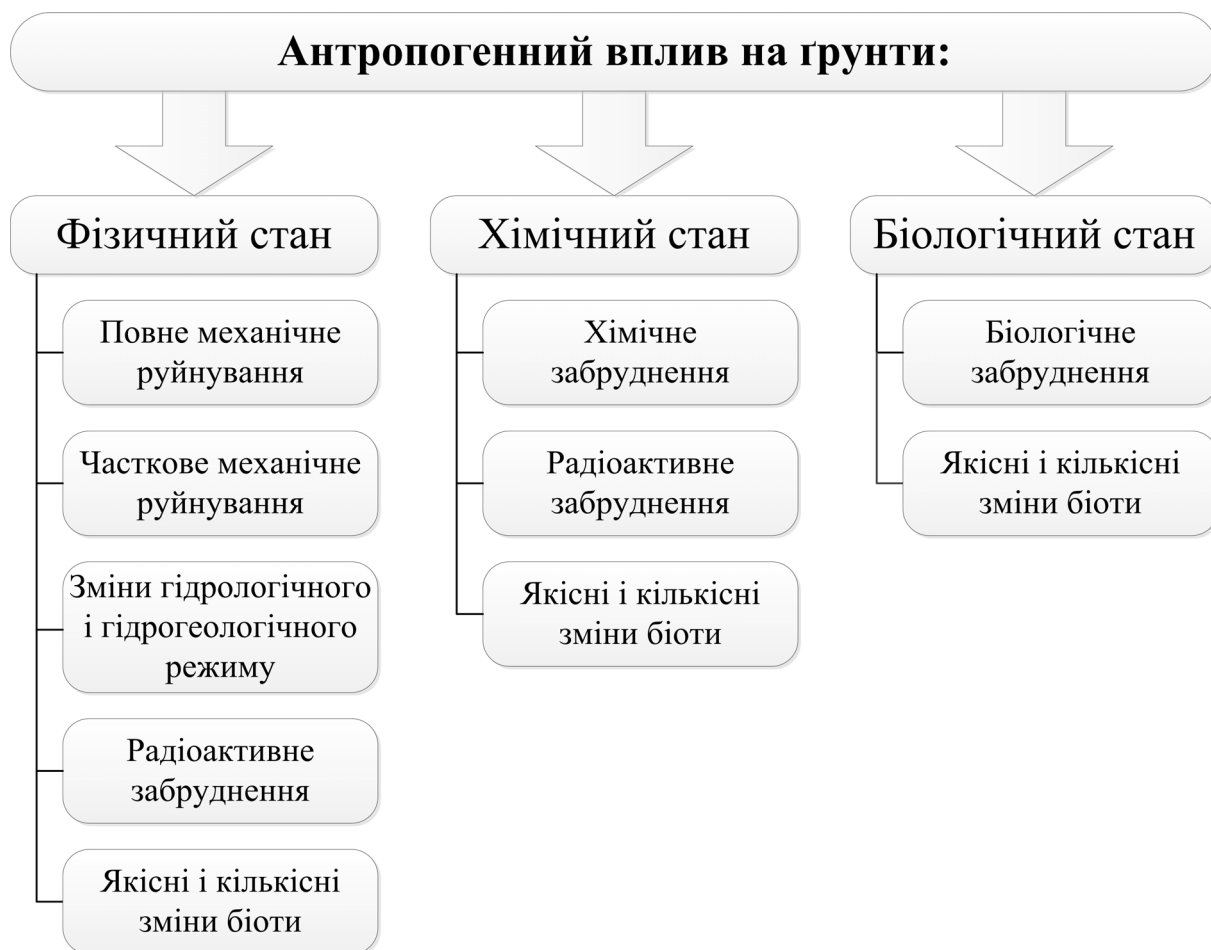 Антропогенний вплив на ґрунти:
Фізичний стан
Повне механічне
руйнування
Часткове механічне
руйнування
Зміни гідрологічного
і гідрогеологічного
режиму
Радіоактивне
забруднення
Якісні і кількісні
зміни біоти
Хімічний стан
Хімічне
забруднення
Радіоактивне
забруднення
Якісні і кількісні
зміни біоти
Біологічний стан
Біологічне
забруднення
Якісні і кількісні
зміни біоти